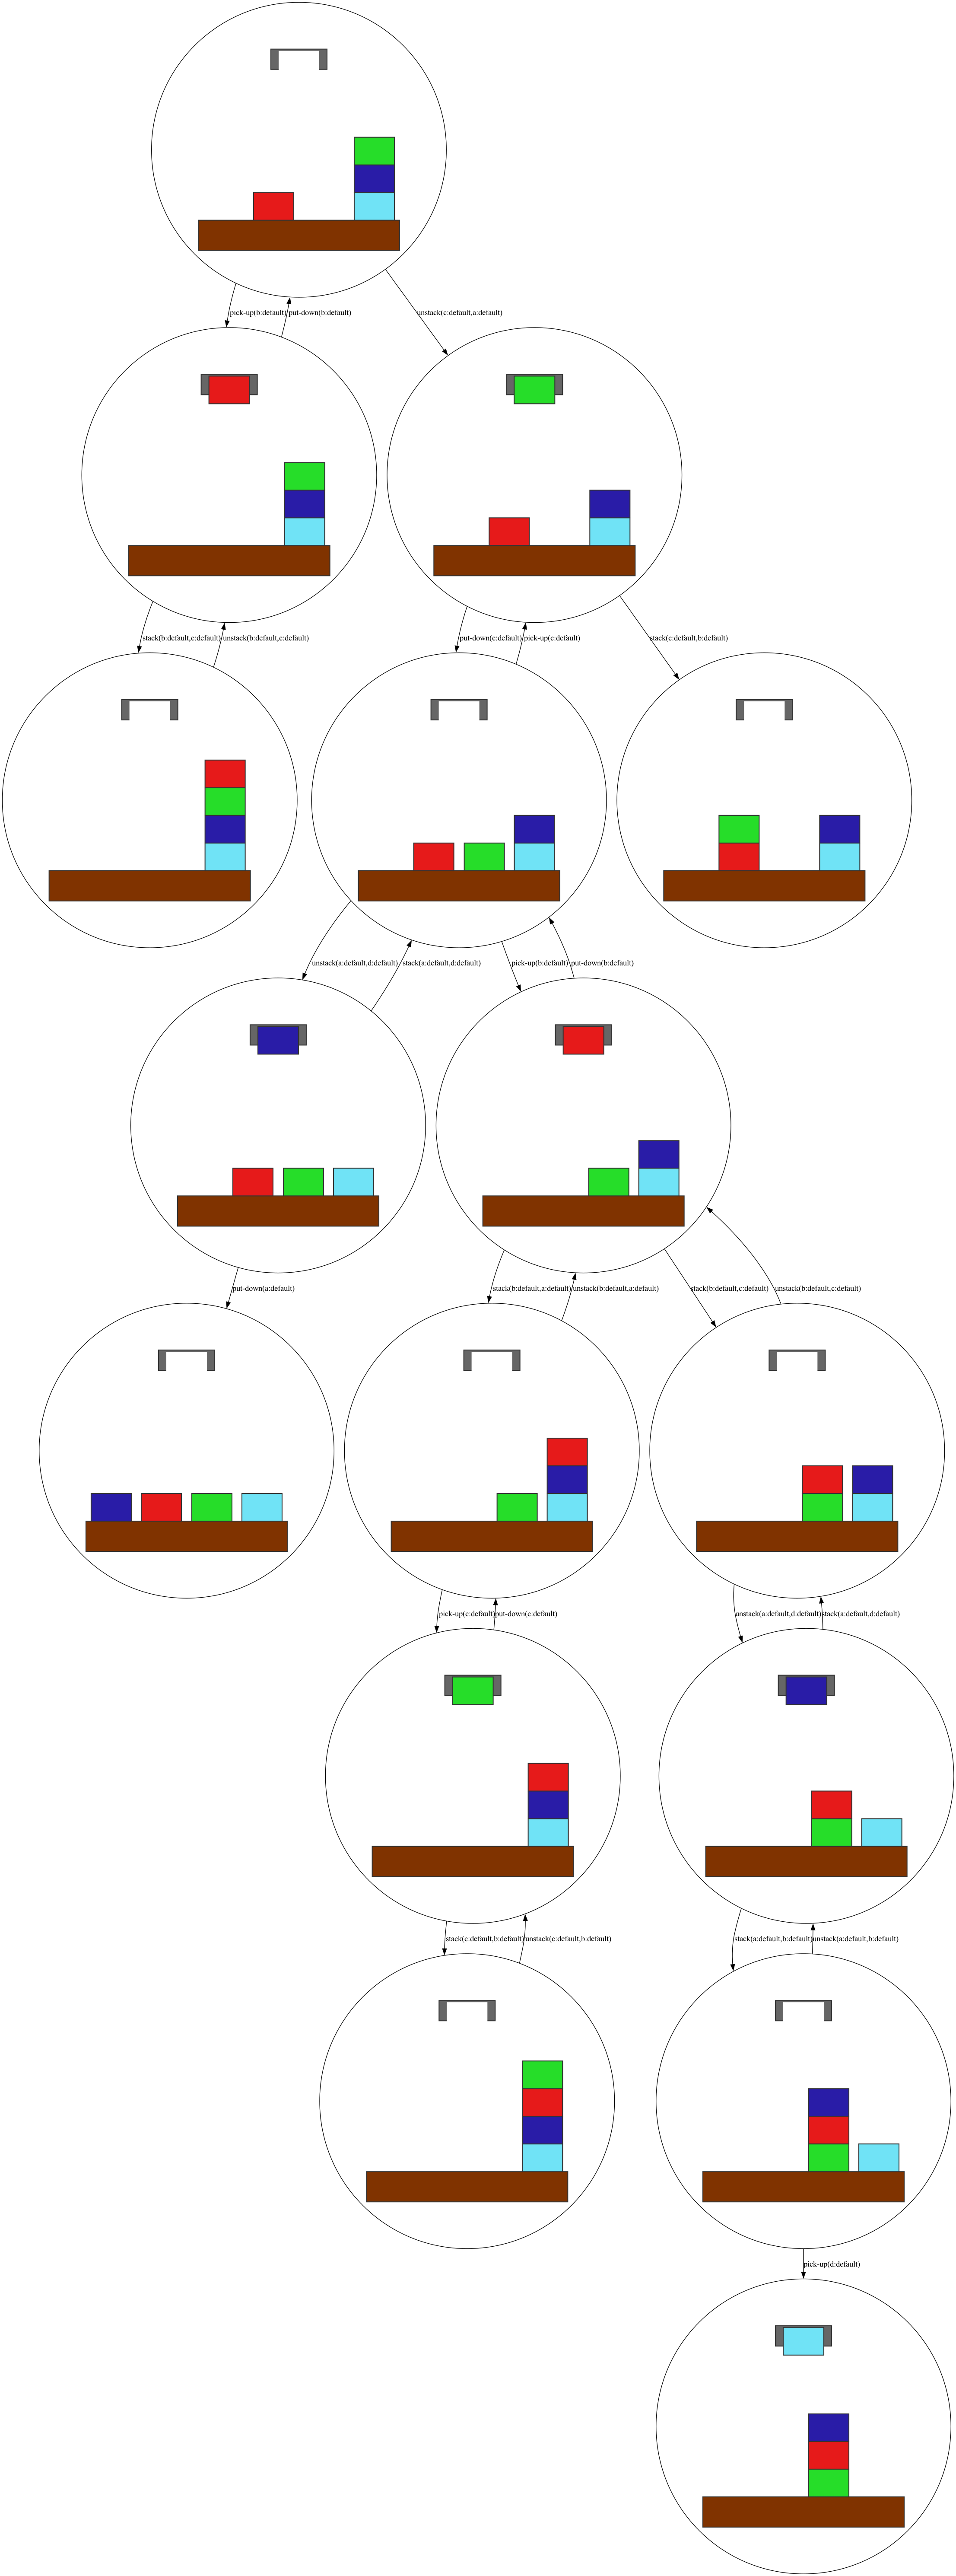 pick-up(b:default)
put-down(b:default)
unstack(c:default,a:default)
stack(b:default,c:default)
unstack(b:default,c:default)
put-down(c:default)
pick-up(c:default)
stack(c:default,b:default)
unstack(a:default,d:default)
stack(a:default,d:default)
pick-up(b:default)
put-down(b:default)
put-down(a:default)
stack(b:default,a:default)
unstack(b:default,a:default)
stack(b:default,c:default)
unstack(b:default,c:default)
pick-up(c:default)
put-down(c:default)
unstack(a:default,d:default)
stack(a:default,d:default)
stack(c:default,b:default)
unstack(c:default,b:default)
stack(a:default,b:default)
unstack(a:default,b:default)
pick-up(d:default)